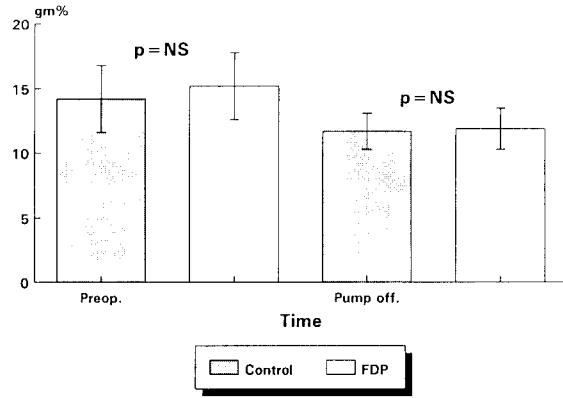 gm%
20
p = NS
p = NS
15
10
5
0
Preop.
Pump off.
Time
Control
FDP